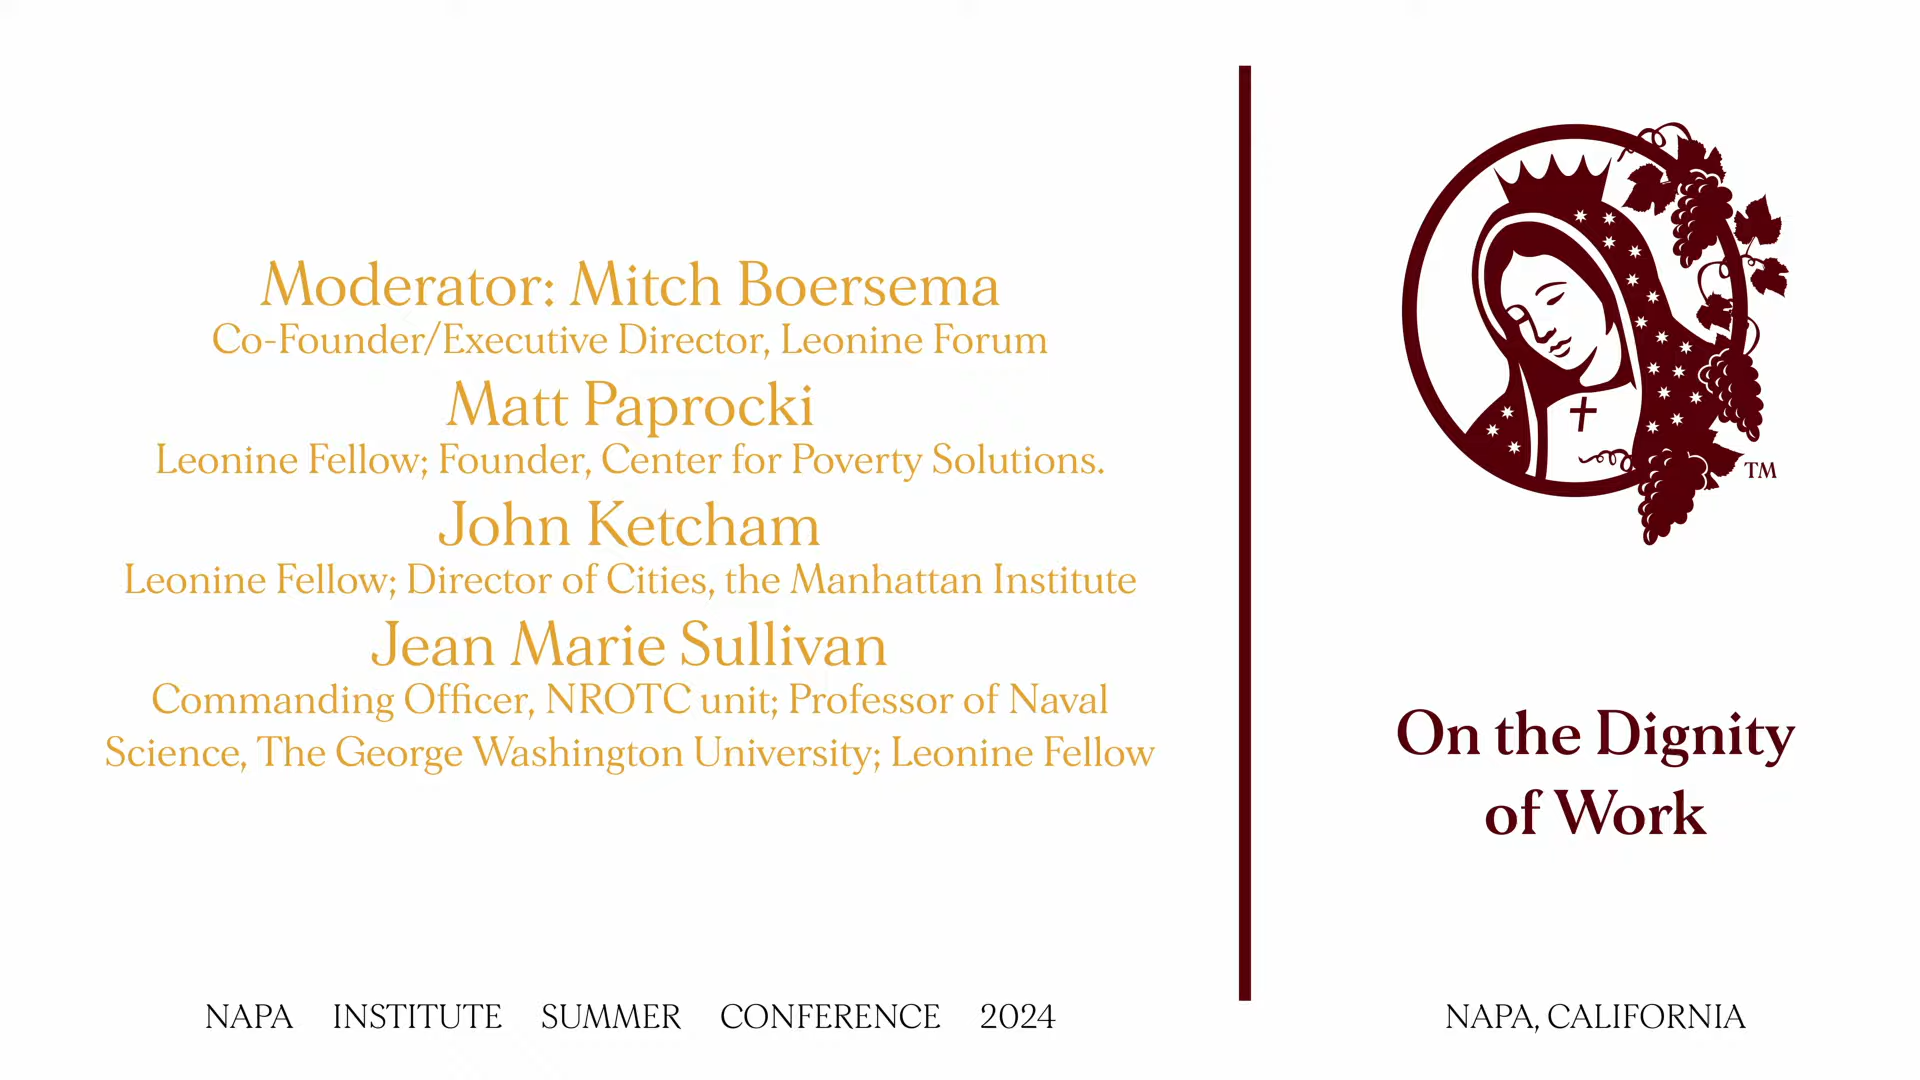 Moderator: Mitch Boersema
Co-Founder/Executive Director, Leonine Forum
Matt Paprocki
Leonine Fellow; Founder, Center for Poverty Solutions.
John Ketcham
Leonine Fellow; Director of Cities, the Manhattan Institute
Jean Marie Sullivan
Commanding Officer, NROTC unit; Professor of Naval
Science, The George Washington University; Leonine Fellow
NAPA INSTITUTE SUMMER CONFERENCE 2024
TM
On the Dignity
of Work
NAPA, CALIFORNIA